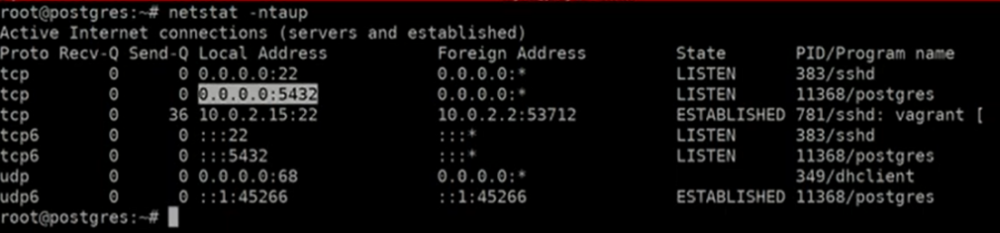 root@postgres:~# netstat -ntaup
Active Internet connections (servers and established)
Proto Recv-Q Send-Q Local Address           Foreign Address         State       PID/Program name
tcp        0      0 0.0.0.0:22              0.0.0.0:*               LISTEN      383/sshd
tcp        0      0 0.0.0.0:5432            0.0.0.0:*               LISTEN      11368/postgres
tcp        0     36 10.0.2.15:22            10.0.2.2:53712          ESTABLISHED 781/sshd: vagrant [
tcp6       0      0 :::22                   :::*                    LISTEN      383/sshd
tcp6       0      0 :::5432                 :::*                    LISTEN      11368/postgres
udp        0      0 0.0.0.0:68              0.0.0.0:*                           349/dhclient
udp6       0      0 ::1:45266               ::1:45266               ESTABLISHED 11368/postgres
root@postgres:~#